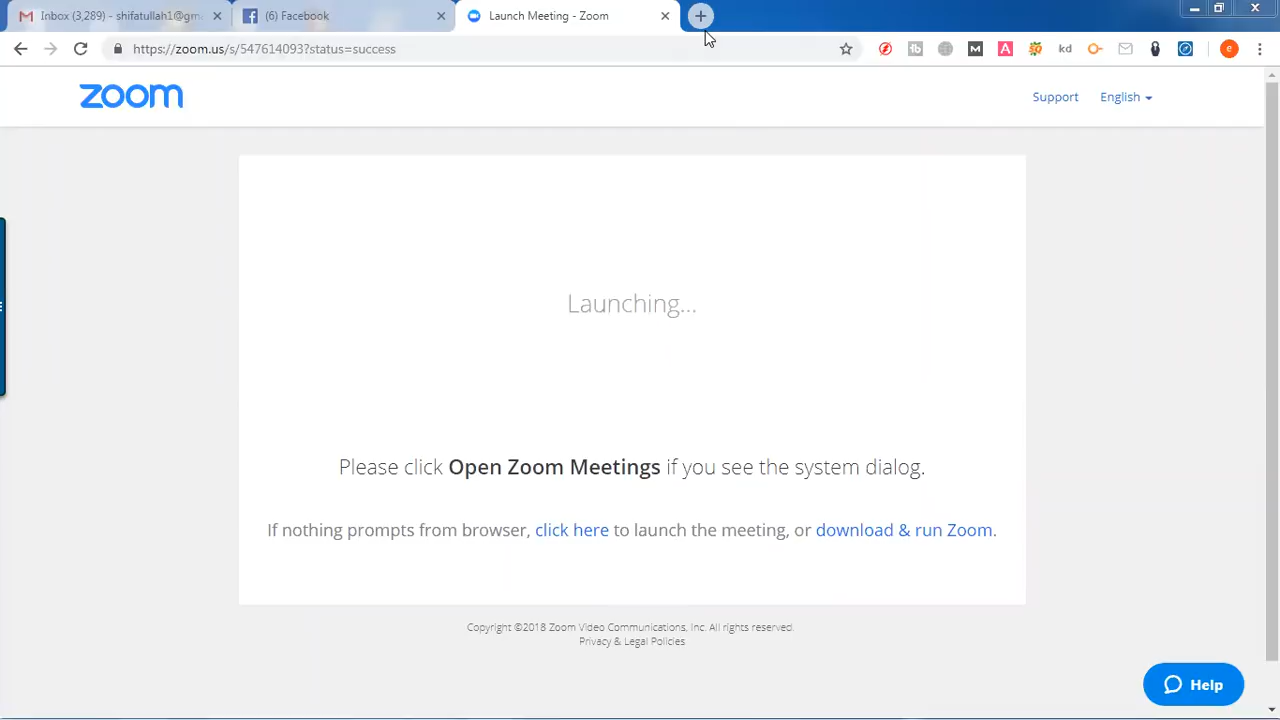 Inbox (3,289) - shifatullah1@gm
(6) Facebook
Launch Meeting - Zoom
https://zoom.us/s/547614093?status=success
tb
M
A
kd
e
zoom
Support
English
Launching...
Please click Open Zoom Meetings if you see the system dialog.
If nothing prompts from browser, click here to launch the meeting, or download & run Zoom.
Copyright ©2018 Zoom Video Communications, Inc. All rights reserved.
Privacy & Legal Policies
Help